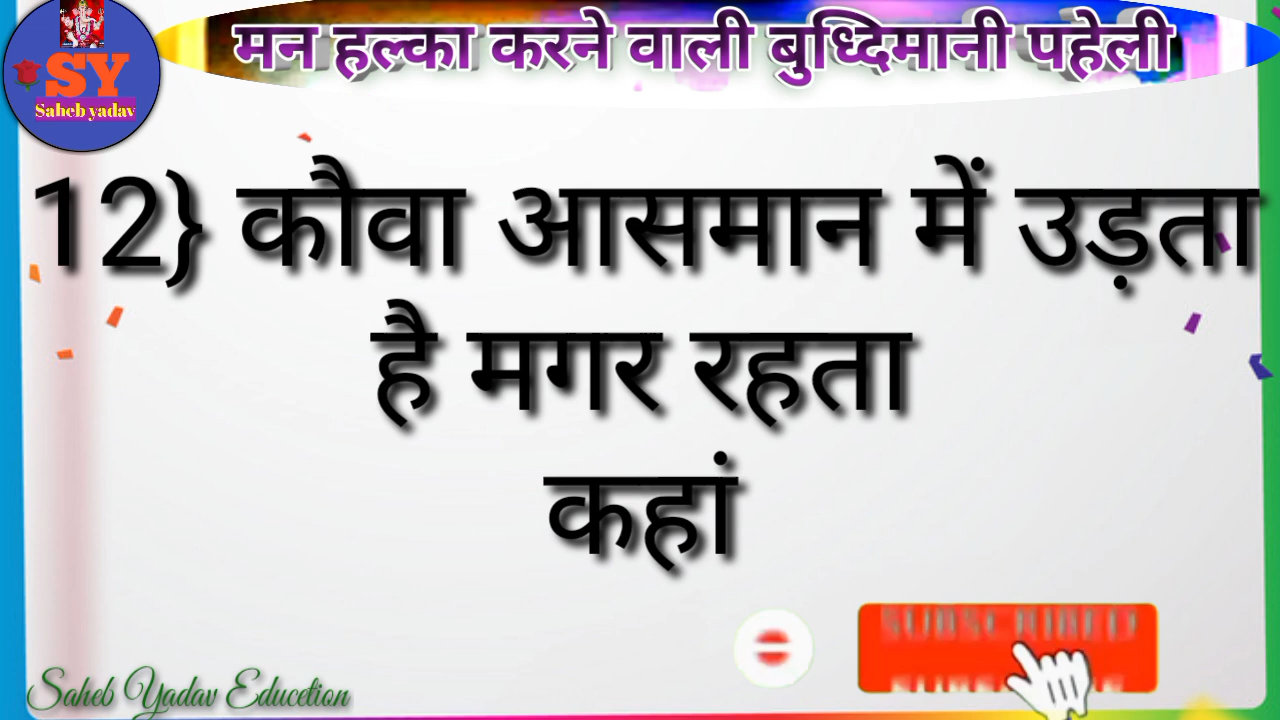 मन हल्का करने वाली बुध्दिमानी पहेली
SY
Saheb yadav
12} कौवा आसमान में उड़ता
है मगर रहता
कहां
Saheb Yadav Educetion